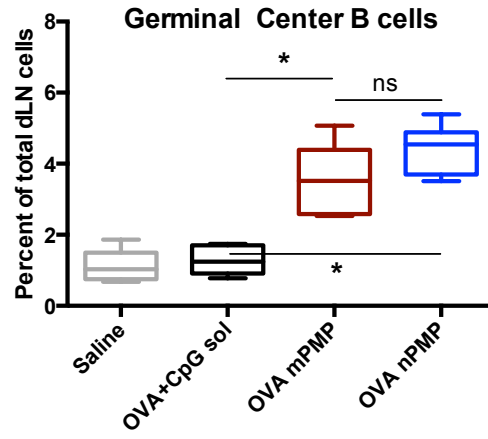 Germinal Center B cells
Percent of total dLN cells
8
6
4
2
0
*
ns
*
Saline
OVA+CpG sol
OVA mPMP
OVA nPMP